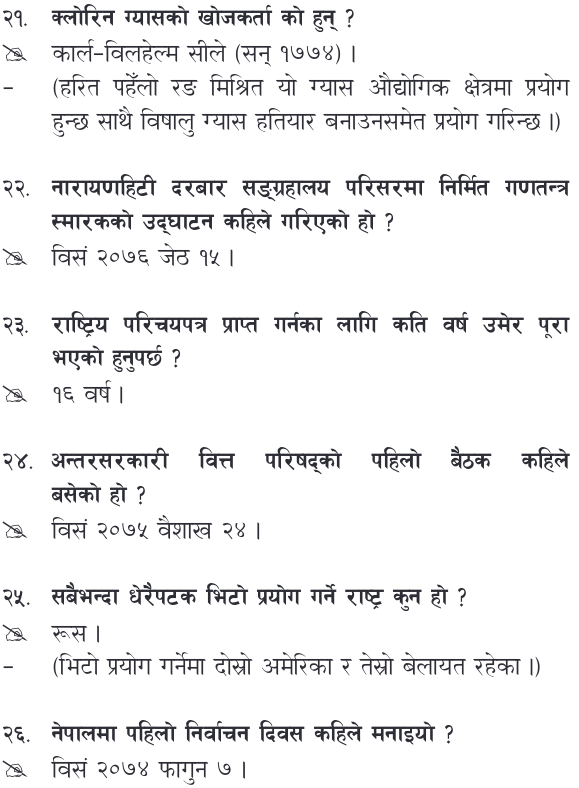 २१. क्लोरिन ग्यासको खोजकर्ता को हुन् ?
कार्ल-विलहेल्म सीले (सन् १७७४) ।
- (हरित पहेँलो रङ मिश्रित यो ग्यास औद्योगिक क्षेत्रमा प्रयोग
हुन्छ साथै विषालु ग्यास हतियार बनाउनसमेत प्रयोग गरिन्छ ।)
२२. नारायणहिटी दरबार सङ्ग्रहालय परिसरमा निर्मित गणतन्त्र
स्मारकको उद्‌घाटन कहिले गरिएको हो ?
विसं २०७६ जेठ १५ ।
२३. राष्ट्रिय परिचयपत्र प्राप्त गर्नका लागि कति वर्ष उमेर पूरा
भएको हुनुपर्छ ?
१६ वर्ष ।
२४. अन्तरसरकारी वित्त परिषद्‌को पहिलो बैठक कहिले
बसेको हो ?
विसं २०७५ वैशाख २४ ।
२५. सबैभन्दा धेरैपटक भिटो प्रयोग गर्ने राष्ट्र कुन हो ?
रूस ।
- (भिटो प्रयोग गर्नेमा दोस्रो अमेरिका र तेस्रो बेलायत रहेका ।)
२६. नेपालमा पहिलो निर्वाचन दिवस कहिले मनाइयो ?
विसं २०७४ फागुन ७ ।